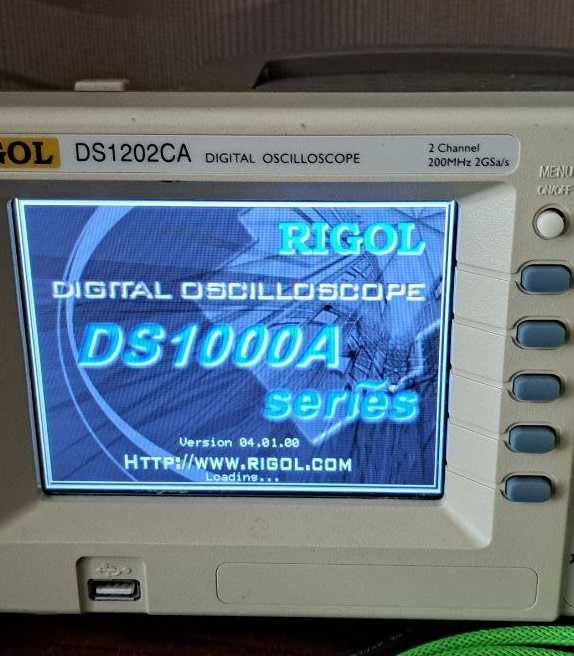 GOL DS1202CA DIGITAL OSCILLOSCOPE
2 Channel
200MHz 2GSa/s
MENU
ON/OFF
RIGOL
DIGITAL OSCILLOSCOPE
DS1000A
series
Version 04.01.00
HTTP://WWW.RIGOL.COM
Loading...